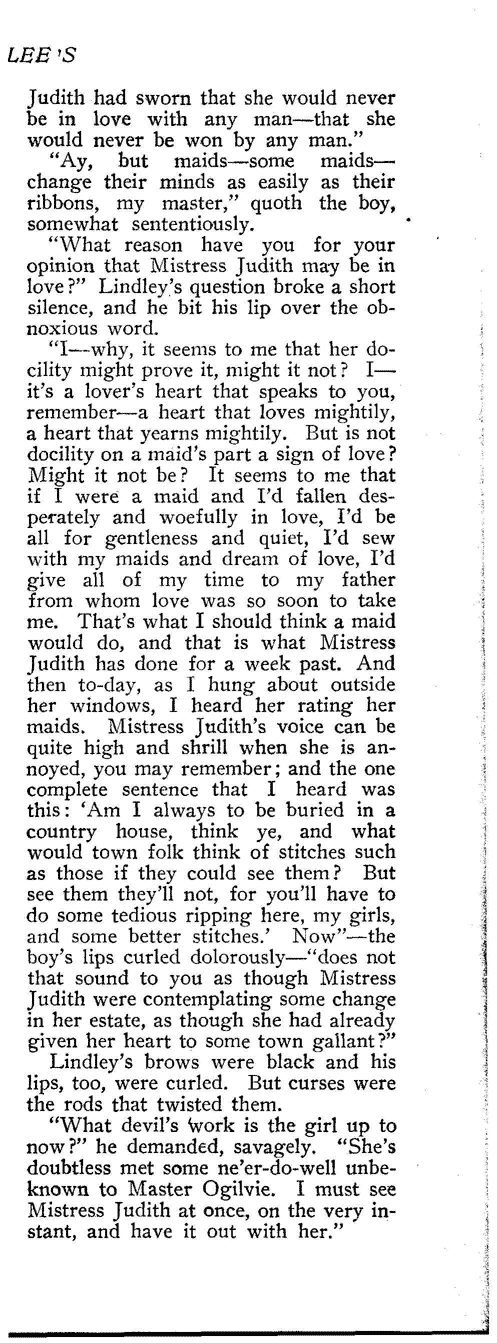 LEE'S
Judith had sworn that she would never
be in love with any man—that she
would never be won by any man."
"Ay, but maids—some maids—
change their minds as easily as their
ribbons, my master," quoth the boy,
somewhat sententiously.
"What reason have you for your
opinion that Mistress Judith may be in
love?" Lindley's question broke a short
silence, and he bit his lip over the ob-
noxious word.
"I—why, it seems to me that her do-
cility might prove it, might it not? I—
it's a lover's heart that speaks to you,
remember—a heart that loves mightily,
a heart that yearns mightily. But is not
docility on a maid's part a sign of love?
Might it not be? It seems to me that
if I were a maid and I'd fallen des-
perately and woefully in love, I'd be
all for gentleness and quiet, I'd sew
with my maids and dream of love, I'd
give all of my time to my father
from whom love was so soon to take
me. That's what I should think a maid
would do, and that is what Mistress
Judith has done for a week past. And
then to-day, as I hung about outside
her windows, I heard her rating her
maids. Mistress Judith's voice can be
quite high and shrill when she is an-
noyed, you may remember; and the one
complete sentence that I heard was
this: 'Am I always to be buried in a
country house, think ye, and what
would town folk think of stitches such
as those if they could see them? But
see them they'll not, for you'll have to
do some tedious ripping here, my girls,
and some better stitches.' Now"—the
boy's lips curled dolorously—"does not
that sound to you as though Mistress
Judith were contemplating some change
in her estate, as though she had already
given her heart to some town gallant?"
Lindley's brows were black and his
lips, too, were curled. But curses were
the rods that twisted them.
"What devil's work is the girl up to
now?" he demanded, savagely. "She's
doubtless met some ne'er-do-well unbe-
known to Master Ogilvie. I must see
Mistress Judith at once, on the very in-
stant, and have it out with her."